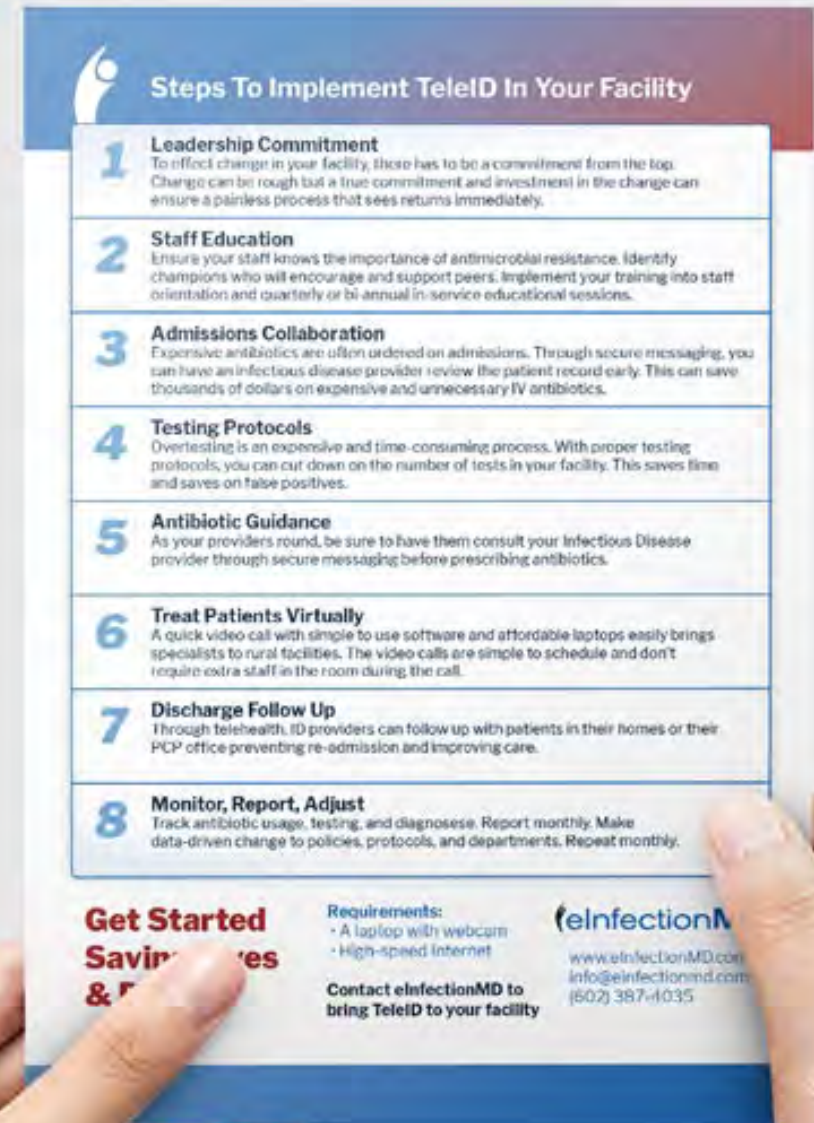 Steps To Implement TeleID In Your Facility
1
Leadership Commitment
To effect change in your facility, there has to be a commitment from the top.
Change can be rough but a true commitment and investment in the change can
ensure a painless process that sees returns immediately.
2
Staff Education
Ensure your staff knows the importance of antimicrobial resistance. Identify
champions who will encourage and support peers. Implement your training into staff
orientation and quarterly or bi-annual in-service educational sessions.
3
Admissions Collaboration
Expensive antibiotics are often ordered on admissions. Through secure messaging, you
can have an infectious disease provider review the patient record early. This can save
thousands of dollars on expensive and unnecessary IV antibiotics.
4
Testing Protocols
Overtesting is an expensive and time-consuming process. With proper testing
protocols, you can cut down on the number of tests in your facility. This saves time
and saves on false positives.
5
Antibiotic Guidance
As your providers round, be sure to have them consult your Infectious Disease
provider through secure messaging before prescribing antibiotics.
6
Treat Patients Virtually
A quick video call with simple to use software and affordable laptops easily brings
specialists to rural facilities. The video calls are simple to schedule and don't
require extra staff in the room during the call.
7
Discharge Follow Up
Through telehealth, ID providers can follow up with patients in their homes or their
PCP office preventing re-admission and improving care.
8
Monitor, Report, Adjust
Track antibiotic usage, testing, and diagnosese. Report monthly. Make
data-driven change to policies, protocols, and departments. Repeat monthly.
Get Started
&
Requirements:
• A laptop with webcam
• High-speed Internet
Contact eInfectionMD to
bring TeleID to your facility
eInfectionM
www.eInfectionMD.com
info@einfectionmd.com
(602) 387-4035